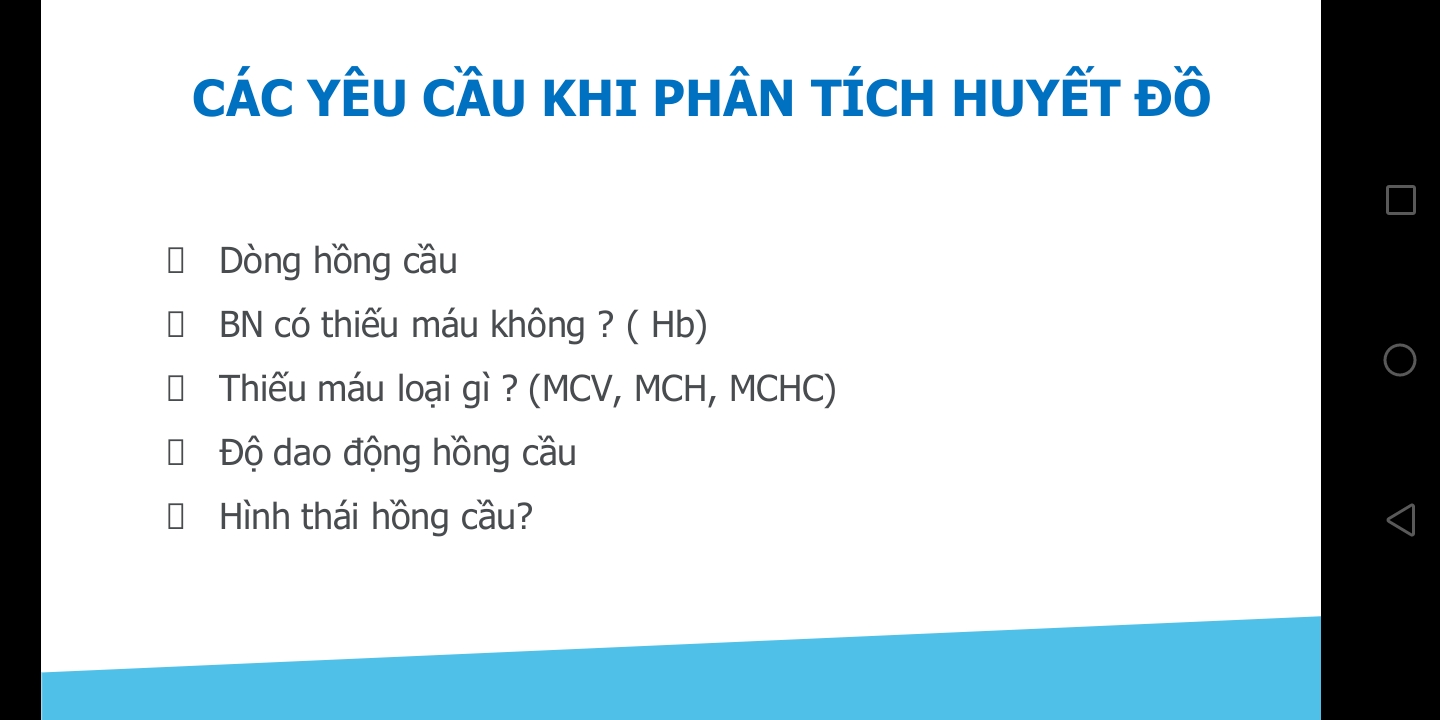 CÁC YÊU CẦU KHI PHÂN TÍCH HUYẾT ĐỒ
Dòng hồng cầu
BN có thiếu máu không ? ( Hb)
Thiếu máu loại gì ? (MCV, MCH, MCHC)
Độ dao động hồng cầu
Hình thái hồng cầu?